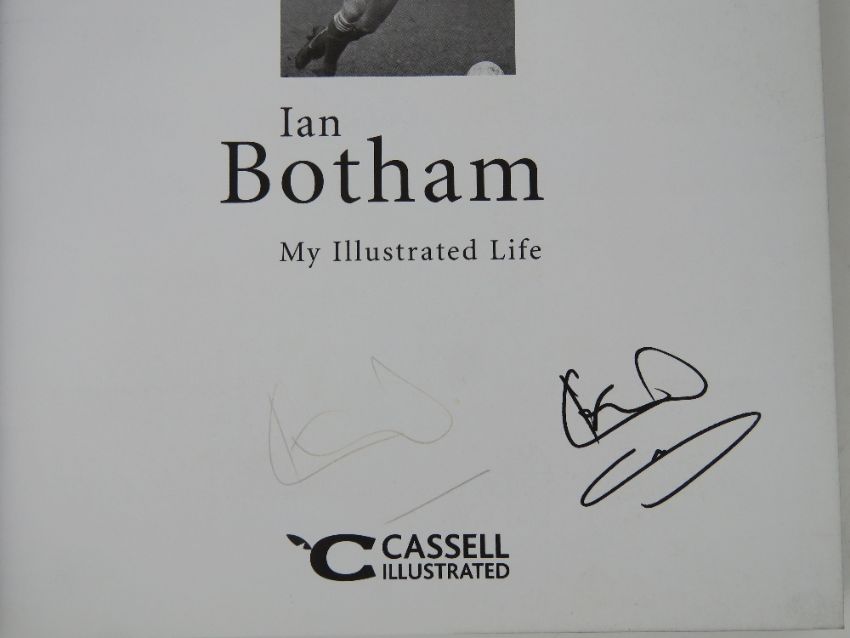 Ian
Botham
My Illustrated Life
CASSELL
ILLUSTRATED